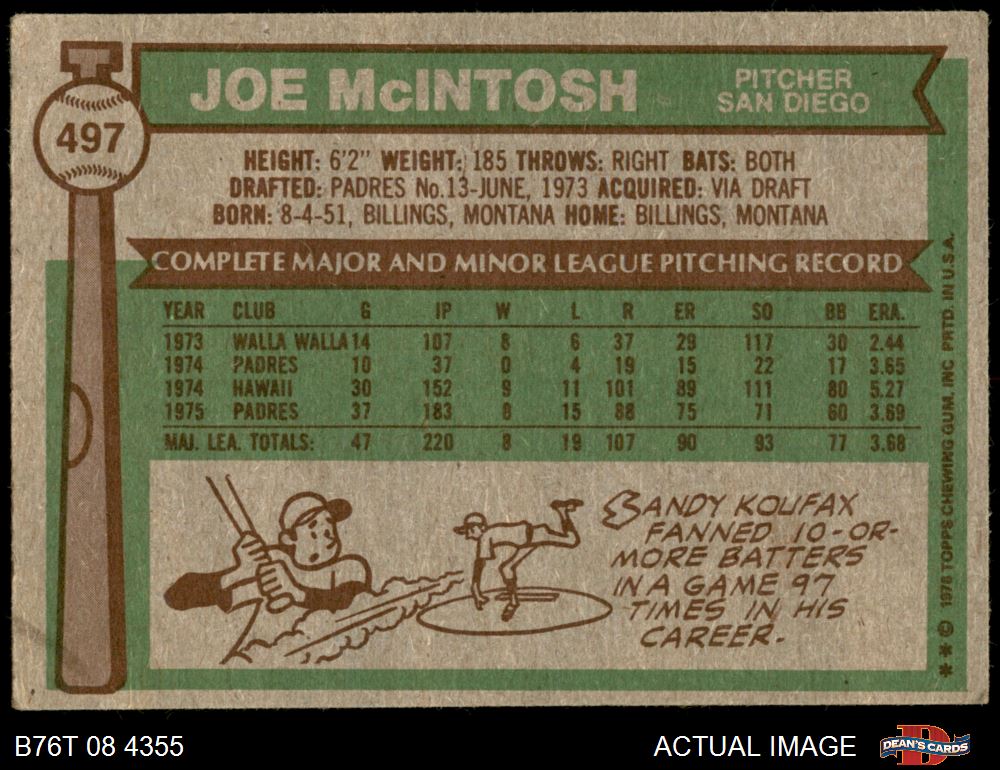 JOE McINTOSH
PITCHER
SAN DIEGO
497
HEIGHT: 6'2" WEIGHT: 185 THROWS: RIGHT BATS: BOTH
DRAFTED: PADRES No.13-JUNE, 1973 ACQUIRED: VIA DRAFT
BORN: 8-4-51, BILLINGS, MONTANA HOME: BILLINGS, MONTANA
COMPLETE MAJOR AND MINOR LEAGUE PITCHING RECORD
YEAR CLUB G IP W L R ER SO BB ERA.
1973 WALLA WALLA 14 107 8 6 37 29 117 30 2.44
1974 PADRES 10 37 0 4 19 15 22 17 3.65
1974 HAWAII 30 152 9 11 101 89 111 80 5.27
1975 PADRES 37 183 8 15 88 75 71 60 3.69
MAJ. LEA. TOTALS: 47 220 8 19 107 90 93 77 3.68
SANDY KOUFAX
FANNED 10-OR-
MORE BATTERS
IN A GAME 97
TIMES IN HIS
CAREER.
** © 1976 TOPPS CHEWING GUM, INC PRTD. IN U.S.A.
B76T 08 4355
ACTUAL IMAGE
D
DEAN'S CARDS